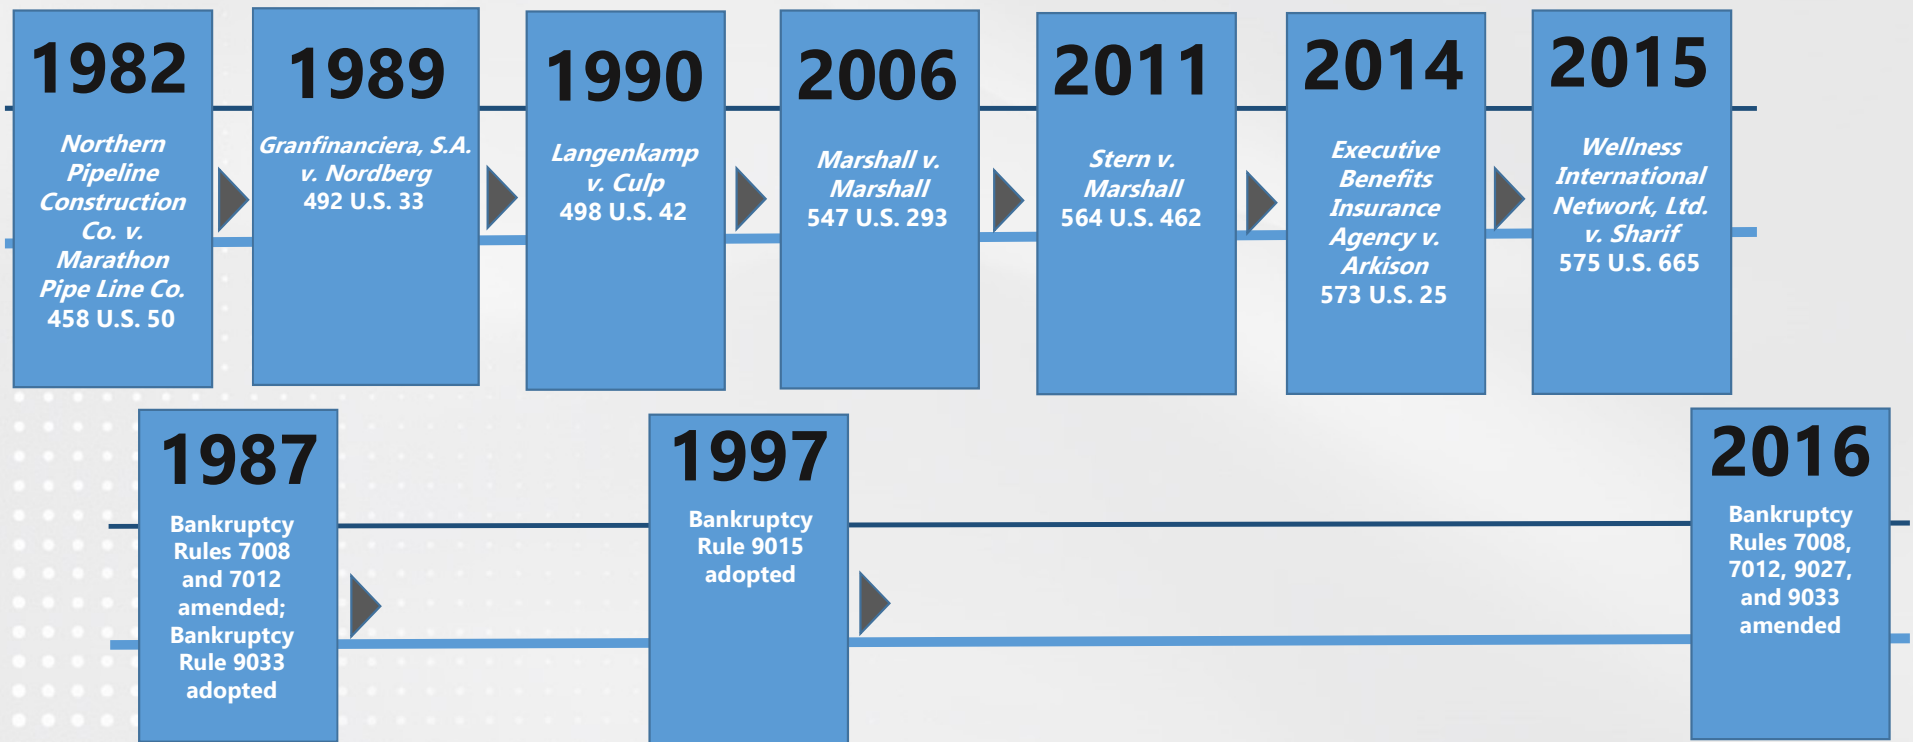 1982
Northern
Pipeline
Construction
Co. v.
Marathon
Pipe Line Co.
458 U.S. 50
1989
Granfinanciera, S.A.
v. Nordberg
492 U.S. 33
1990
Langenkamp
v. Culp
498 U.S. 42
2006
Marshall v.
Marshall
547 U.S. 293
2011
Stern v.
Marshall
564 U.S. 462
2014
Executive
Benefits
Insurance
Agency v.
Arkison
573 U.S. 25
2015
Wellness
International
Network, Ltd.
v. Sharif
575 U.S. 665
1987
Bankruptcy
Rules 7008
and 7012
amended;
Bankruptcy
Rule 9033
adopted
1997
Bankruptcy
Rule 9015
adopted
2016
Bankruptcy
Rules 7008,
7012, 9027,
and 9033
amended